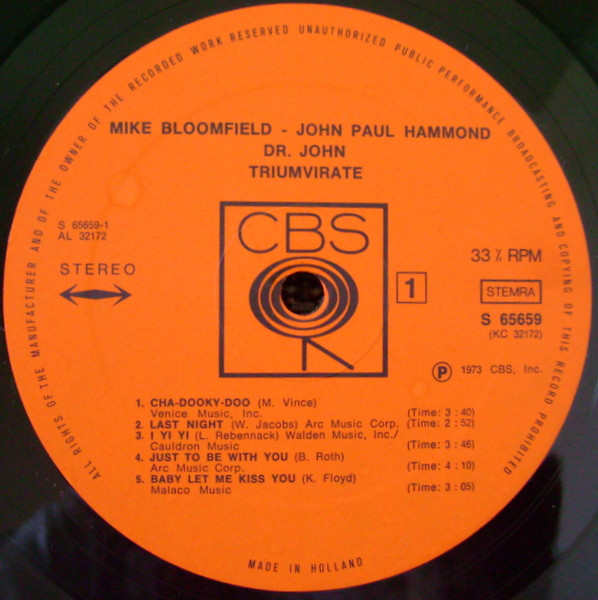 ALL RIGHTS OF THE MANUFACTURER AND OF THE OWNER OF THE RECORDED WORK RESERVED UNAUTHORIZED PUBLIC PERFORMANCE BROADCASTING AND COPYING OF THIS RECORD PROHIBITED
MIKE BLOOMFIELD - JOHN PAUL HAMMOND
DR. JOHN
TRIUMVIRATE
S 65659-1
AL 32172
STEREO
CBS
1
33⅓ RPM
STEMRA
S 65659
(KC 32172)
Ⓟ 1973 CBS, Inc.
1. CHA-DOOKY-DOO (M. Vince)
Venice Music, Inc. (Time: 3 : 40)
2. LAST NIGHT (W. Jacobs) Arc Music Corp. (Time: 2 : 52)
3. I YI YI (L. Rebennack) Walden Music, Inc./
Cauldron Music (Time: 3 : 46)
4. JUST TO BE WITH YOU (B. Roth)
Arc Music Corp. (Time: 4 : 10)
5. BABY LET ME KISS YOU (K. Floyd)
Malaco Music (Time: 3 : 05)
MADE IN HOLLAND